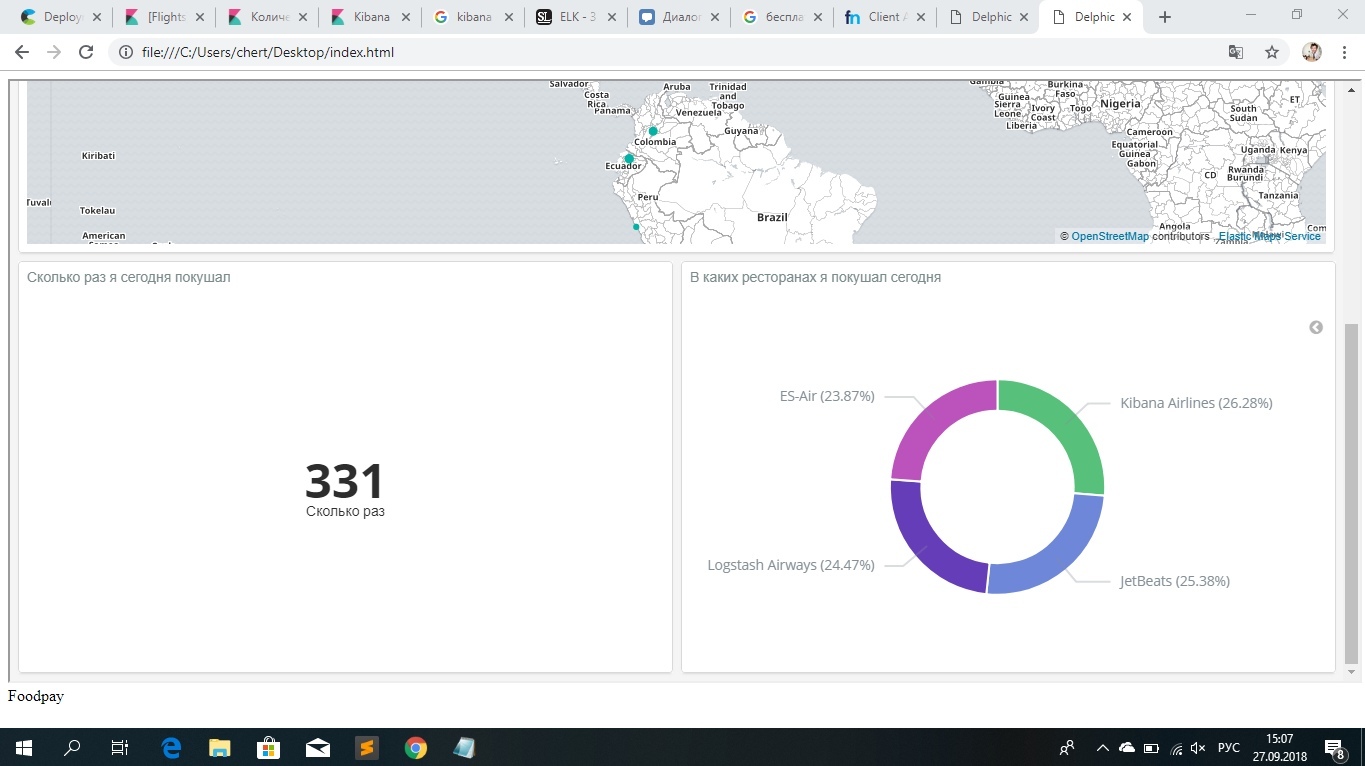 Deploy
[Flights
Количе
Kibana
kibana
ELK - З
Диалог
беспла
Client A
Delphic
Delphic
file:///C:/Users/chert/Desktop/index.html
Salvador
Costa
Rica
Panama
Aruba
Trinidad
and
Tobago
Venezuela
Guyana
Colombia
Ecuador
Peru
Brazil
Kiribati
Tuvalu
Tokelau
American
Gambia
Guinea
Sierra
Leone
Liberia
Ivory
Coast
Burkina
Faso
Togo
Nigeria
Cameroon
Equatorial
Guinea
Gabon
ET
South
Sudan
Uganda Kenya
CD
Rwanda
Burundi
Tanzania
Angola
Zambia
Malawi
Com
© OpenStreetMap contributors , Elastic Maps Service
Сколько раз я сегодня покушал
В каких ресторанах я покушал сегодня
331
Сколько раз
ES-Air (23.87%)
Kibana Airlines (26.28%)
Logstash Airways (24.47%)
JetBeats (25.38%)
Foodpay
РУС
15:07
27.09.2018
8